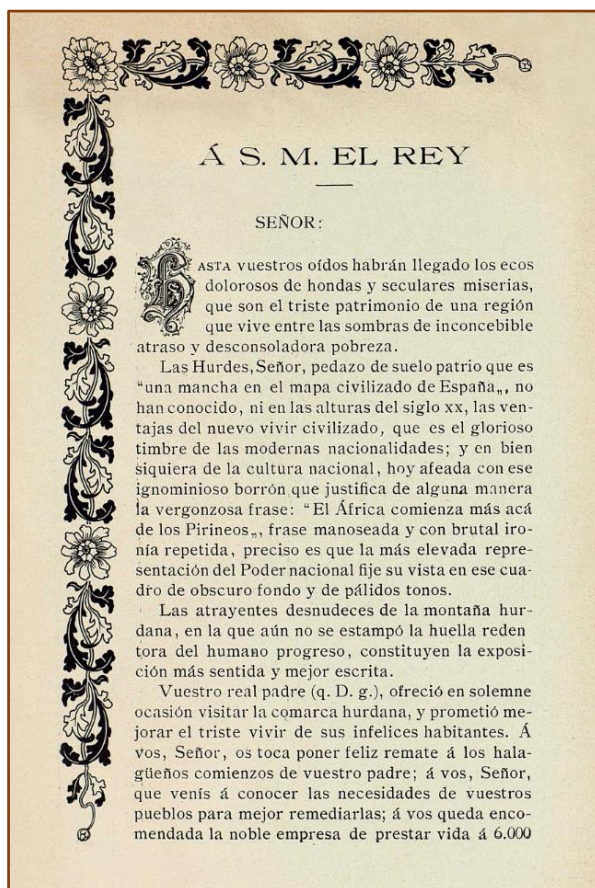 Á S. M. EL REY
SEÑOR:
HASTA vuestros oídos habrán llegado los ecos
dolorosos de hondas y seculares miserias,
que son el triste patrimonio de una región
que vive entre las sombras de inconcebible
atraso y desconsoladora pobreza.
Las Hurdes, Señor, pedazo de suelo patrio que es
“una mancha en el mapa civilizado de España„, no
han conocido, ni en las alturas del siglo XX, las ven-
tajas del nuevo vivir civilizado, que es el glorioso
timbre de las modernas nacionalidades; y en bien
siquiera de la cultura nacional, hoy afeada con ese
ignominioso borrón que justifica de alguna manera
la vergonzosa frase: “El África comienza más acá
de los Pirineos„, frase manoseada y con brutal iro-
nía repetida, preciso es que la más elevada repre-
sentación del Poder nacional fije su vista en ese cua-
dro de obscuro fondo y de pálidos tonos.
Las atrayentes desnudeces de la montaña hur-
dana, en la que aún no se estampó la huella reden
tora del humano progreso, constituyen la exposi-
ción más sentida y mejor escrita.
Vuestro real padre (q. D. g.), ofreció en solemne
ocasión visitar la comarca hurdana, y prometió me-
jorar el triste vivir de sus infelices habitantes. Á
vos, Señor, os toca poner feliz remate á los hala-
güeños comienzos de vuestro padre; á vos, Señor,
que venís á conocer las necesidades de vuestros
pueblos para mejor remediarlas; á vos queda enco-
mendada la noble empresa de prestar vida á 6.000